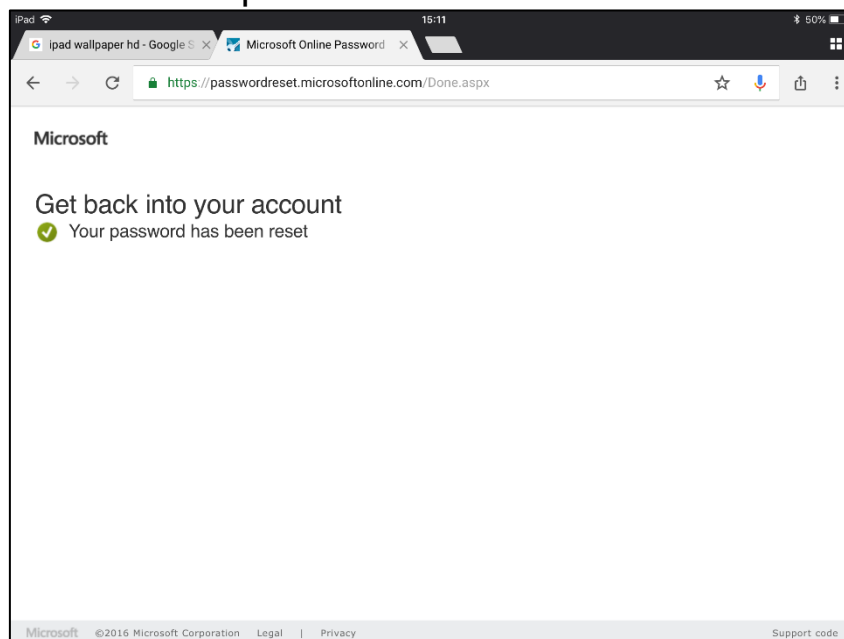 iPad 15:11 50%
ipad wallpaper hd - Google S Microsoft Online Password
https://passwordreset.microsoftonline.com/Done.aspx
Microsoft
Get back into your account
Your password has been reset
Microsoft ©2016 Microsoft Corporation Legal | Privacy Support code